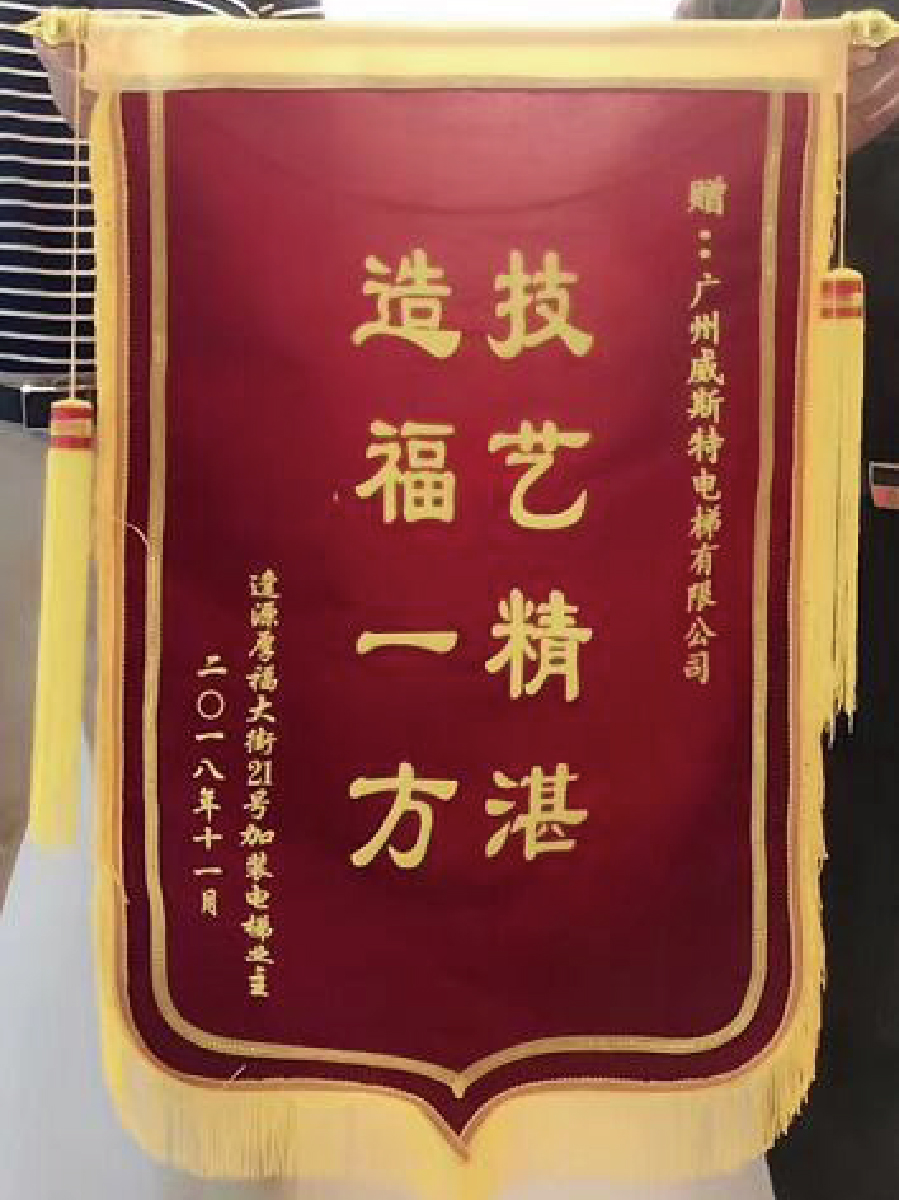 赠：广州威斯特电梯有限公司
技艺精湛
造福一方
逢源厚福大街21号加装电梯业主
二〇一八年十一月